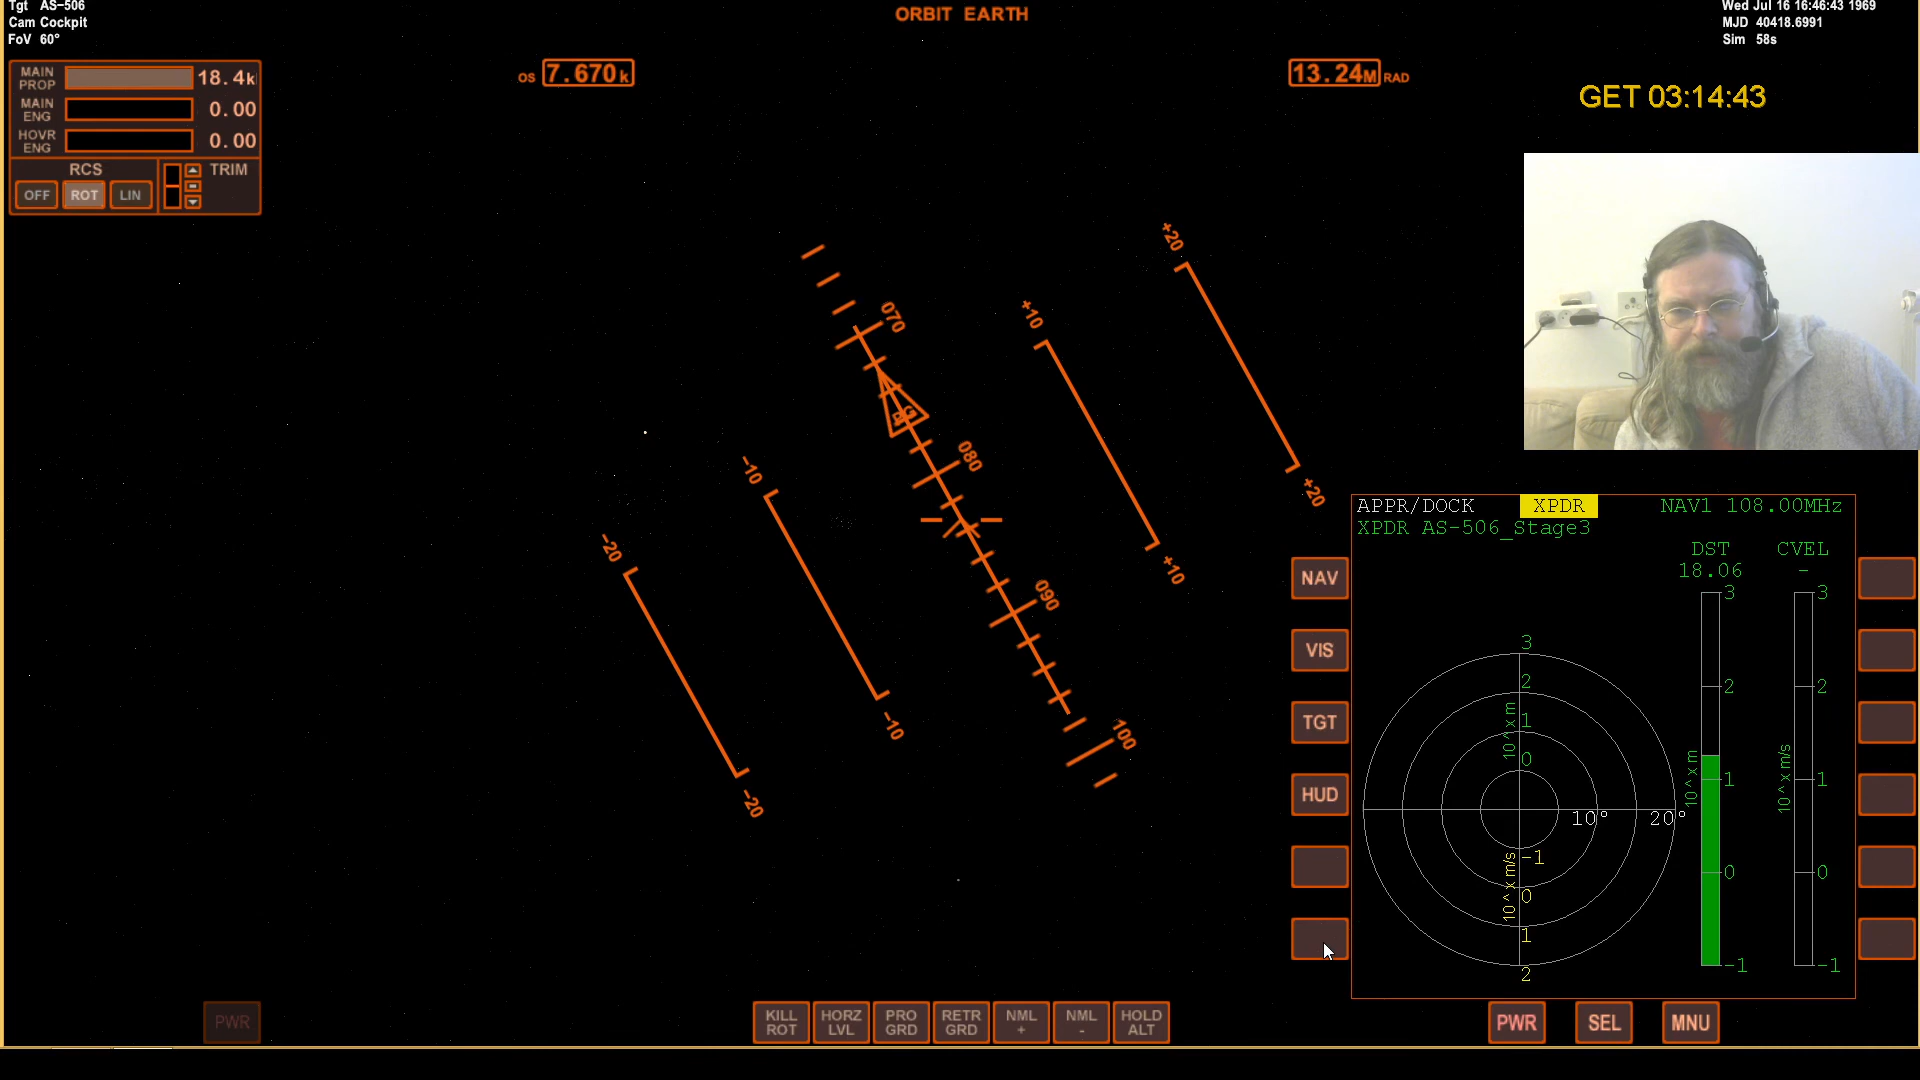 Tgt AS-506
Cam Cockpit
FoV 60°
ORBIT EARTH
Wed Jul 16 16:46:43 1969
MJD 40418.6991
Sim 58s
MAIN PROP 18.4k
MAIN ENG 0.00
HOVR ENG 0.00
RCS TRIM
OFF ROT LIN
OS 7.670k
13.24M RAD
GET 03:14:43
+20
+10
070
PG
080
-10
-20
+20
+10
090
100
-10
-20
APPR/DOCK XPDR NAV1 108.00MHz
XPDR AS-506_Stage3
DST CVEL
18.06 -
3 3
2 2
1 1
0 0
-1 -1
10^x m
10^x m/s
3
2
1
0
10^x m
10° 20°
-1
0
1
2
10^x m/s
NAV
VIS
TGT
HUD
PWR
KILL ROT
HORZ LVL
PRO GRD
RETR GRD
NML +
NML -
HOLD ALT
PWR SEL MNU